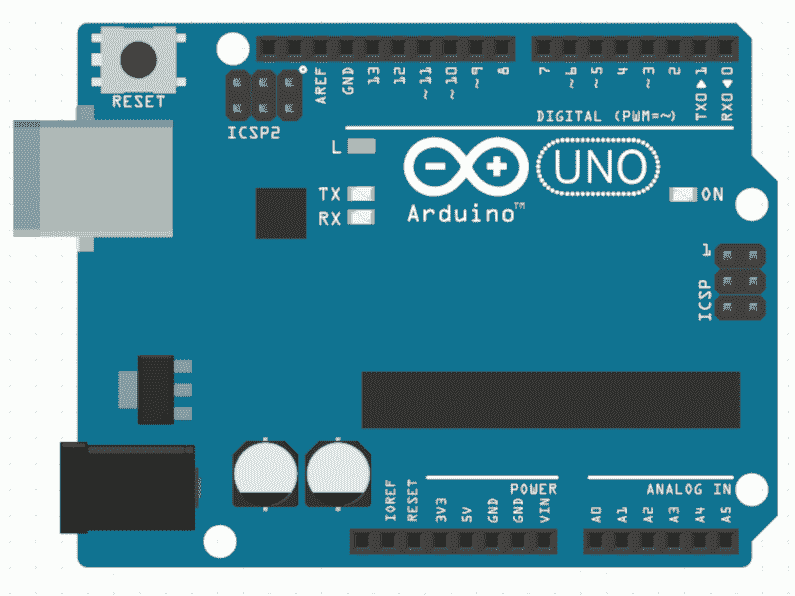 RESET
ICSP2
AREF
GND
13
12
~11
~10
~9
8
7
~6
~5
4
~3
2
TX0▶1
RX0◀0
DIGITAL (PWM=~)
L
TX
RX
UNO
Arduino™
ON
1
ICSP
POWER
ANALOG IN
IOREF
RESET
3V3
5V
GND
GND
VIN
A0
A1
A2
A3
A4
A5